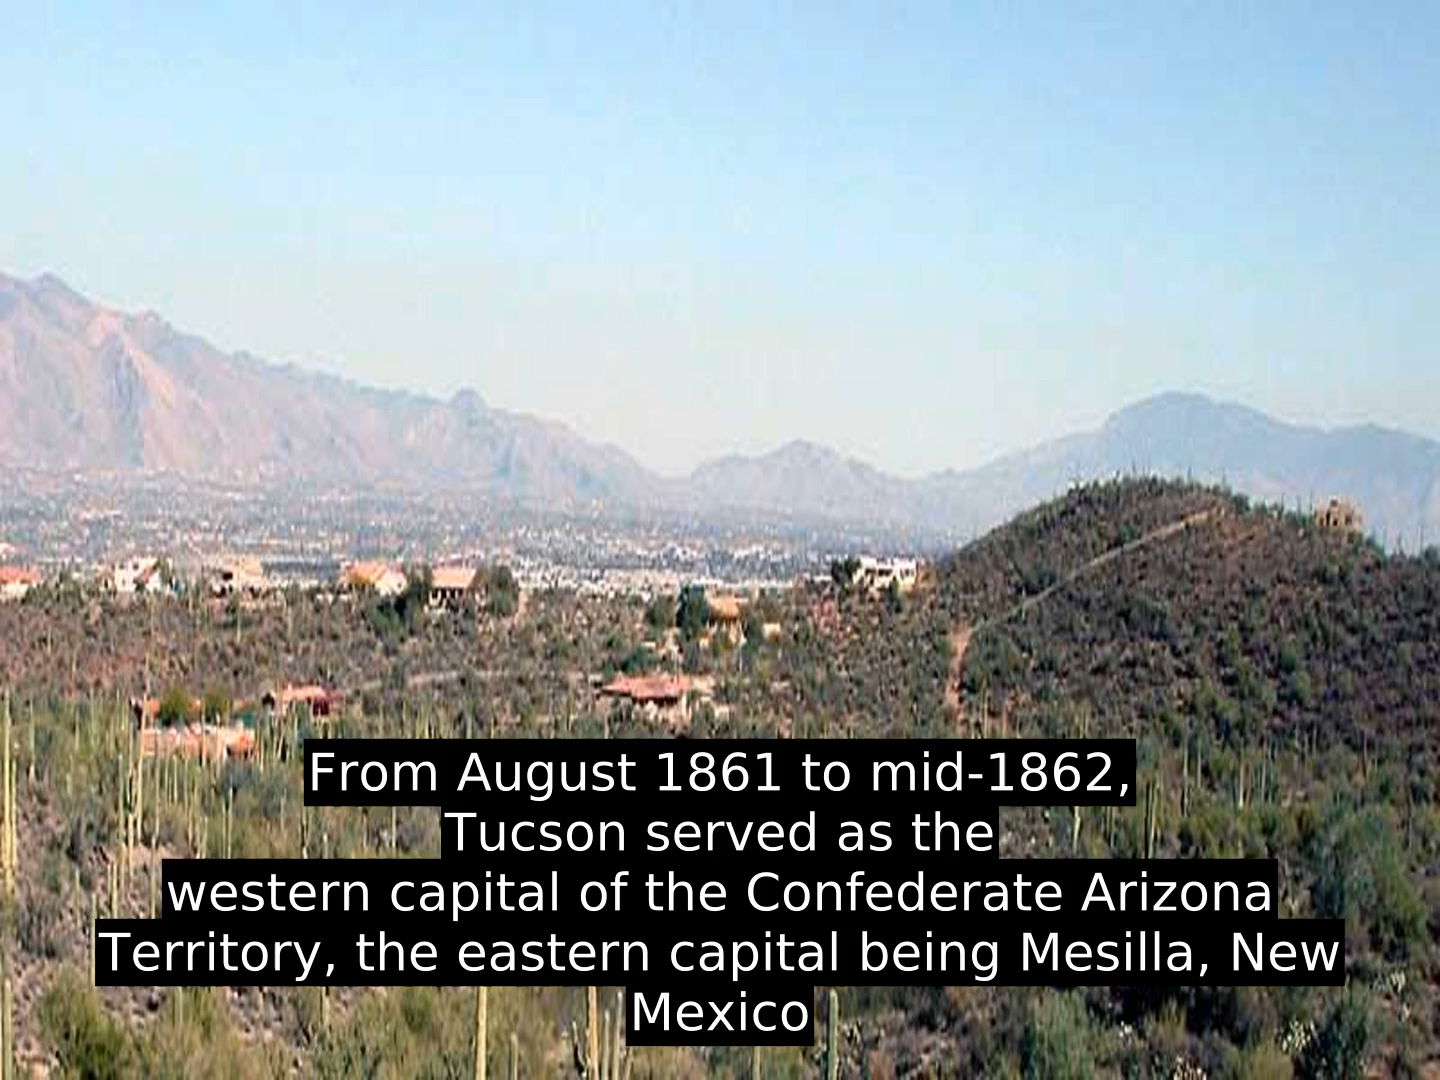 From August 1861 to mid-1862,
Tucson served as the
western capital of the Confederate Arizona
Territory, the eastern capital being Mesilla, New
Mexico